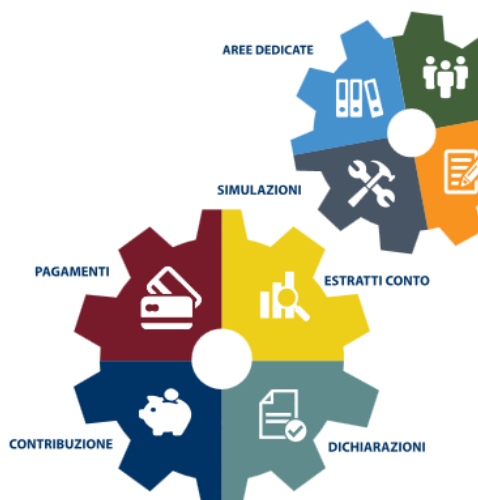 AREE DEDICATE
SIMULAZIONI
PAGAMENTI
ESTRATTI CONTO
CONTRIBUZIONE
DICHIARAZIONI